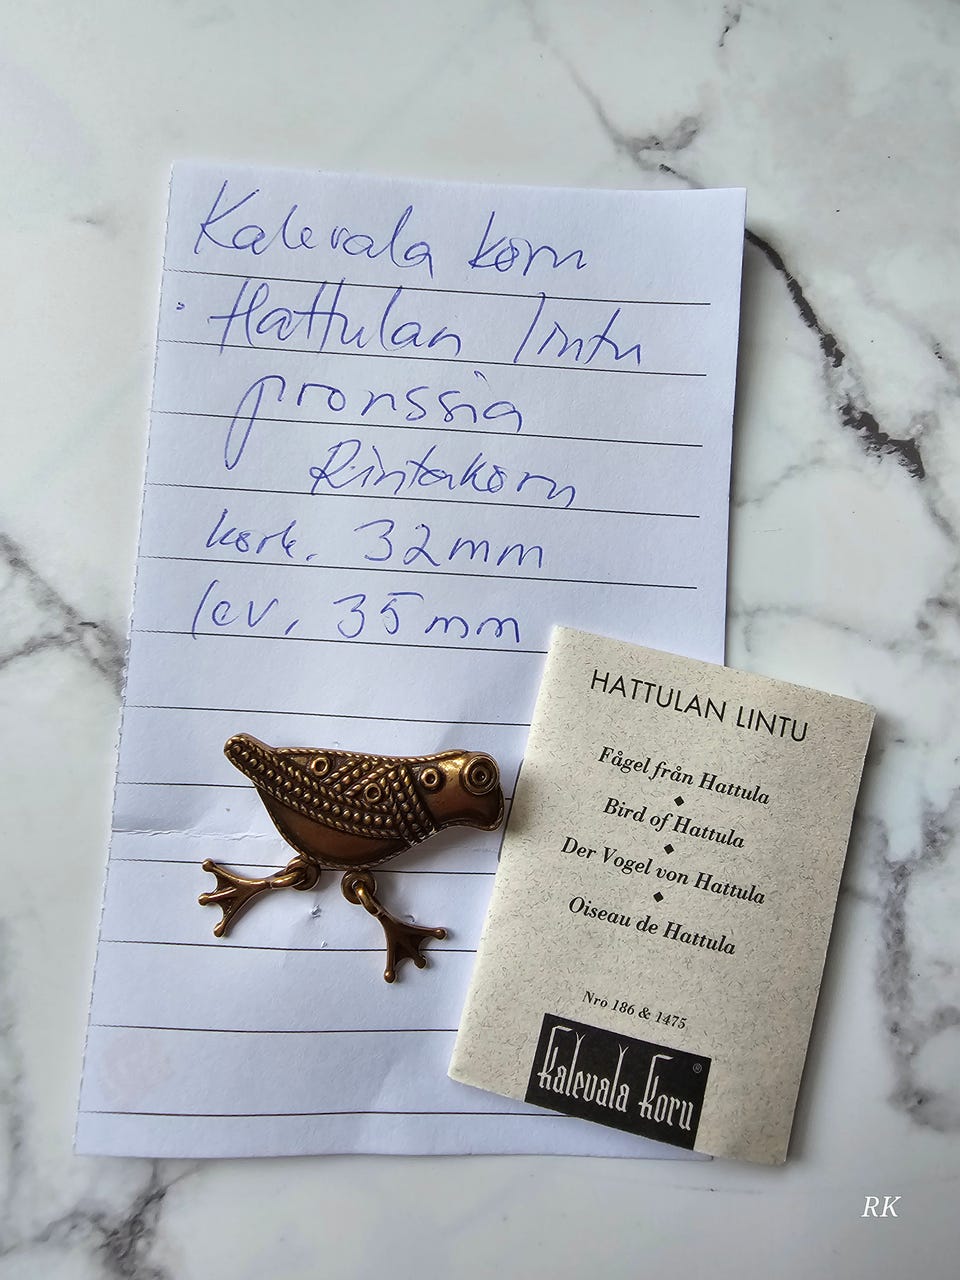 Kalevala koru
Hattulan lintu
pronssia
Rintakoru
kork. 32mm
lev. 35mm
HATTULAN LINTU
Fågel från Hattula
◆
Bird of Hattula
◆
Der Vogel von Hattula
◆
Oiseau de Hattula
Nro 186 & 1475
Kalevala Koru ®
RK